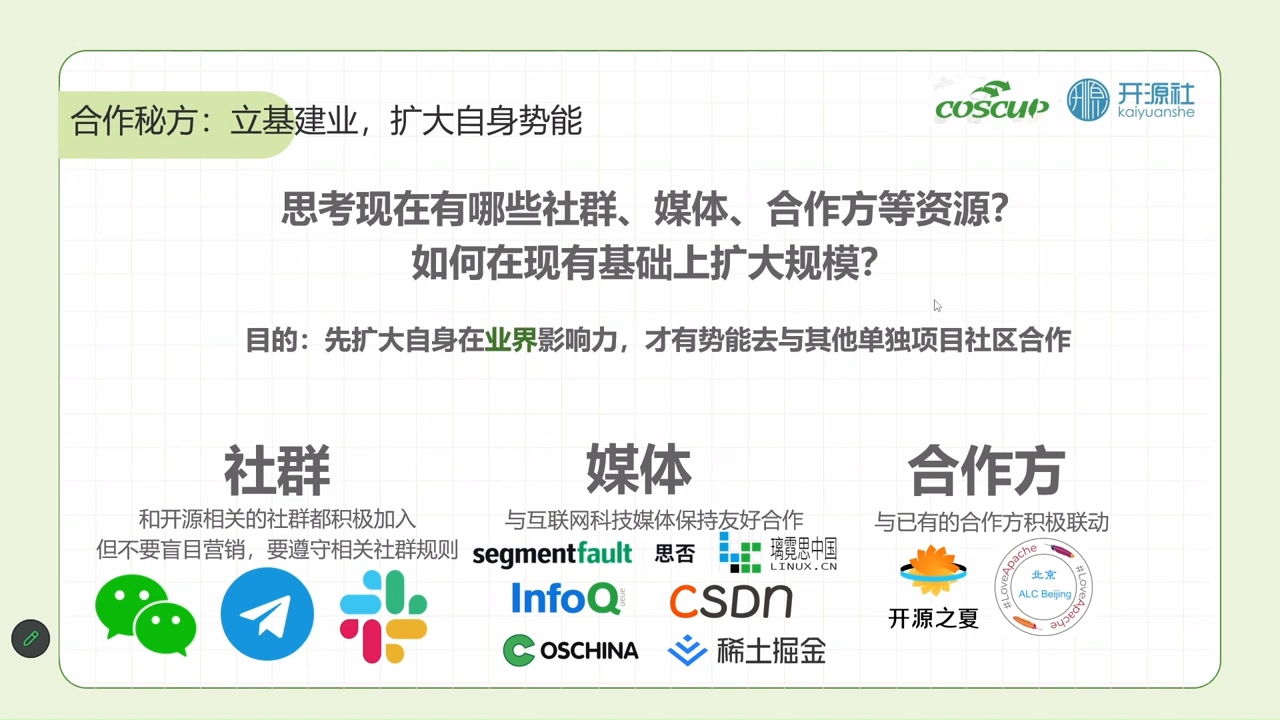 合作秘方：立基建业，扩大自身势能
coscup
开源社
kaiyuanshe
思考现在有哪些社群、媒体、合作方等资源？
如何在现有基础上扩大规模？
目的：先扩大自身在业界影响力，才有势能去与其他单独项目社区合作
社群
和开源相关的社群都积极加入
但不要盲目营销，要遵守相关社群规则
媒体
与互联网科技媒体保持友好合作
segmentfault 思否
璃霓思中国
LINUX.CN
InfoQ
CSDN
OSCHINA
稀土掘金
合作方
与已有的合作方积极联动
开源之夏
#LoveApache
北京
ALC Beijing
#LoveApache